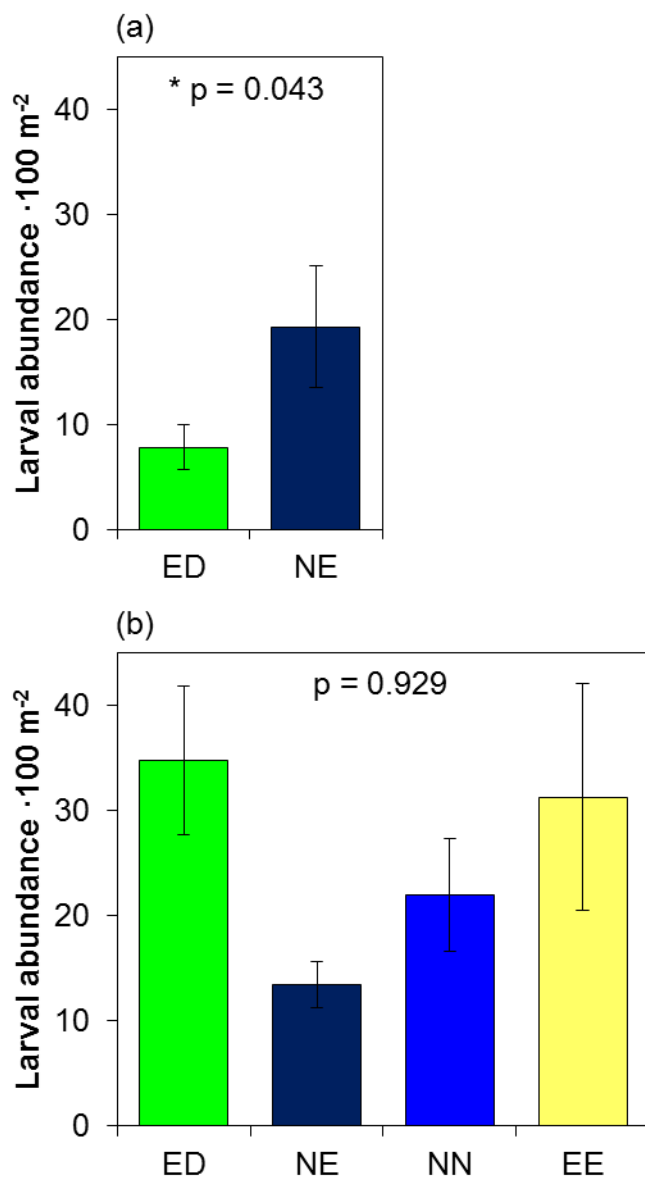 (a)
* p = 0.043
Larval abundance ·100 m⁻²
40
30
20
10
0
ED NE
(b)
p = 0.929
Larval abundance ·100 m⁻²
40
30
20
10
0
ED NE NN EE